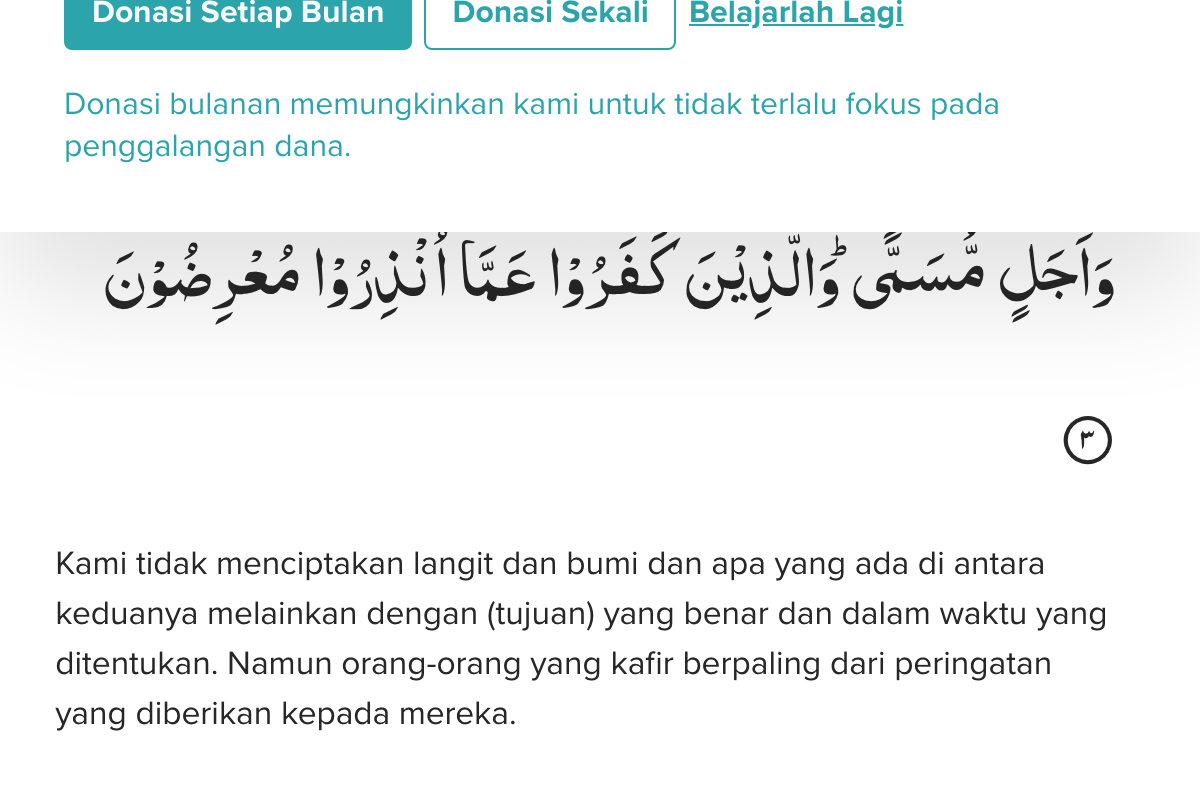 Donasi Setiap Bulan Donasi Sekali Belajarlah Lagi
Donasi bulanan memungkinkan kami untuk tidak terlalu fokus pada
penggalangan dana.
وَاَجَلٍ مُّسَمًّىۗ وَالَّذِيْنَ كَفَرُوْا عَمَّآ اُنْذِرُوْا مُعْرِضُوْنَ
٣
Kami tidak menciptakan langit dan bumi dan apa yang ada di antara
keduanya melainkan dengan (tujuan) yang benar dan dalam waktu yang
ditentukan. Namun orang-orang yang kafir berpaling dari peringatan
yang diberikan kepada mereka.